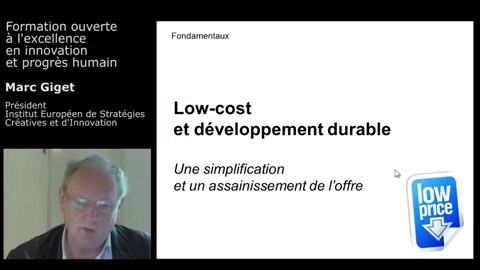 Formation ouverte
à l'excellence
en innovation
et progrès humain
Marc Giget
Président
Institut Européen de Stratégies
Créatives et d'Innovation
Fondamentaux
Low-cost
et développement durable
Une simplification
et un assainissement de l'offre
low
price